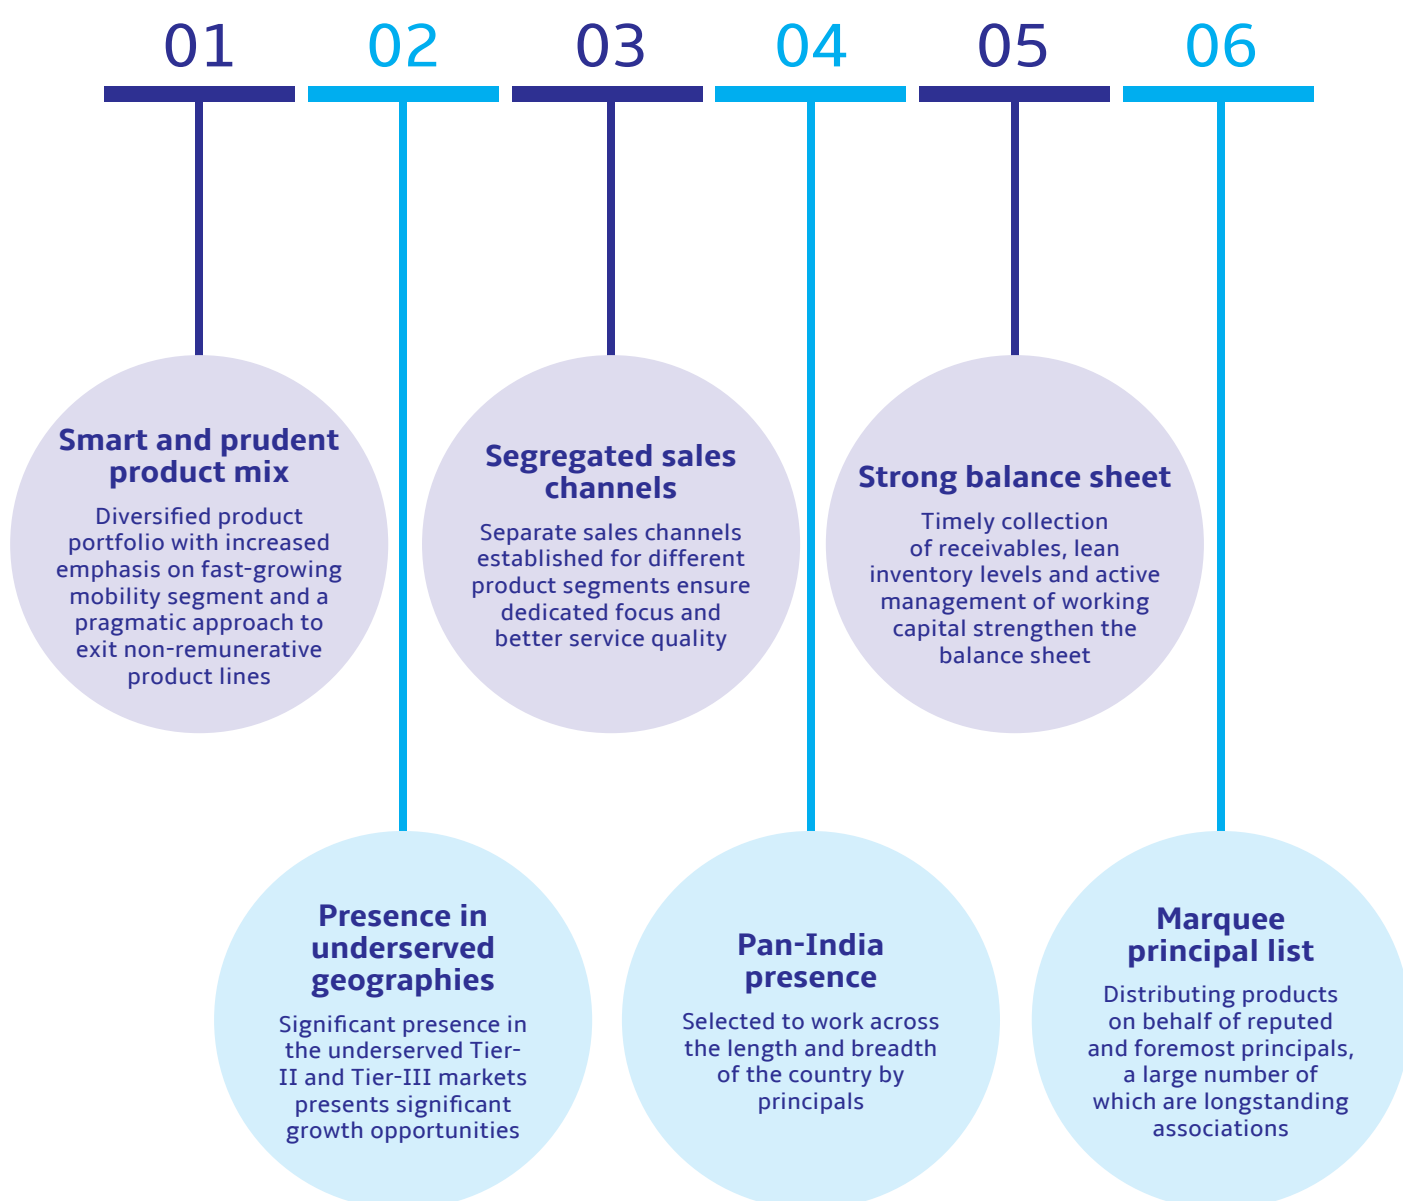 01
02
03
04
05
06
Smart and prudent
product mix
Diversified product
portfolio with increased
emphasis on fast-growing
mobility segment and a
pragmatic approach to
exit non-remunerative
product lines
Segregated sales
channels
Separate sales channels
established for different
product segments ensure
dedicated focus and
better service quality
Strong balance sheet
Timely collection
of receivables, lean
inventory levels and active
management of working
capital strengthen the
balance sheet
Presence in
underserved
geographies
Significant presence in
the underserved Tier-
II and Tier-III markets
presents significant
growth opportunities
Pan-India
presence
Selected to work across
the length and breadth
of the country by
principals
Marquee
principal list
Distributing products
on behalf of reputed
and foremost principals,
a large number of
which are longstanding
associations